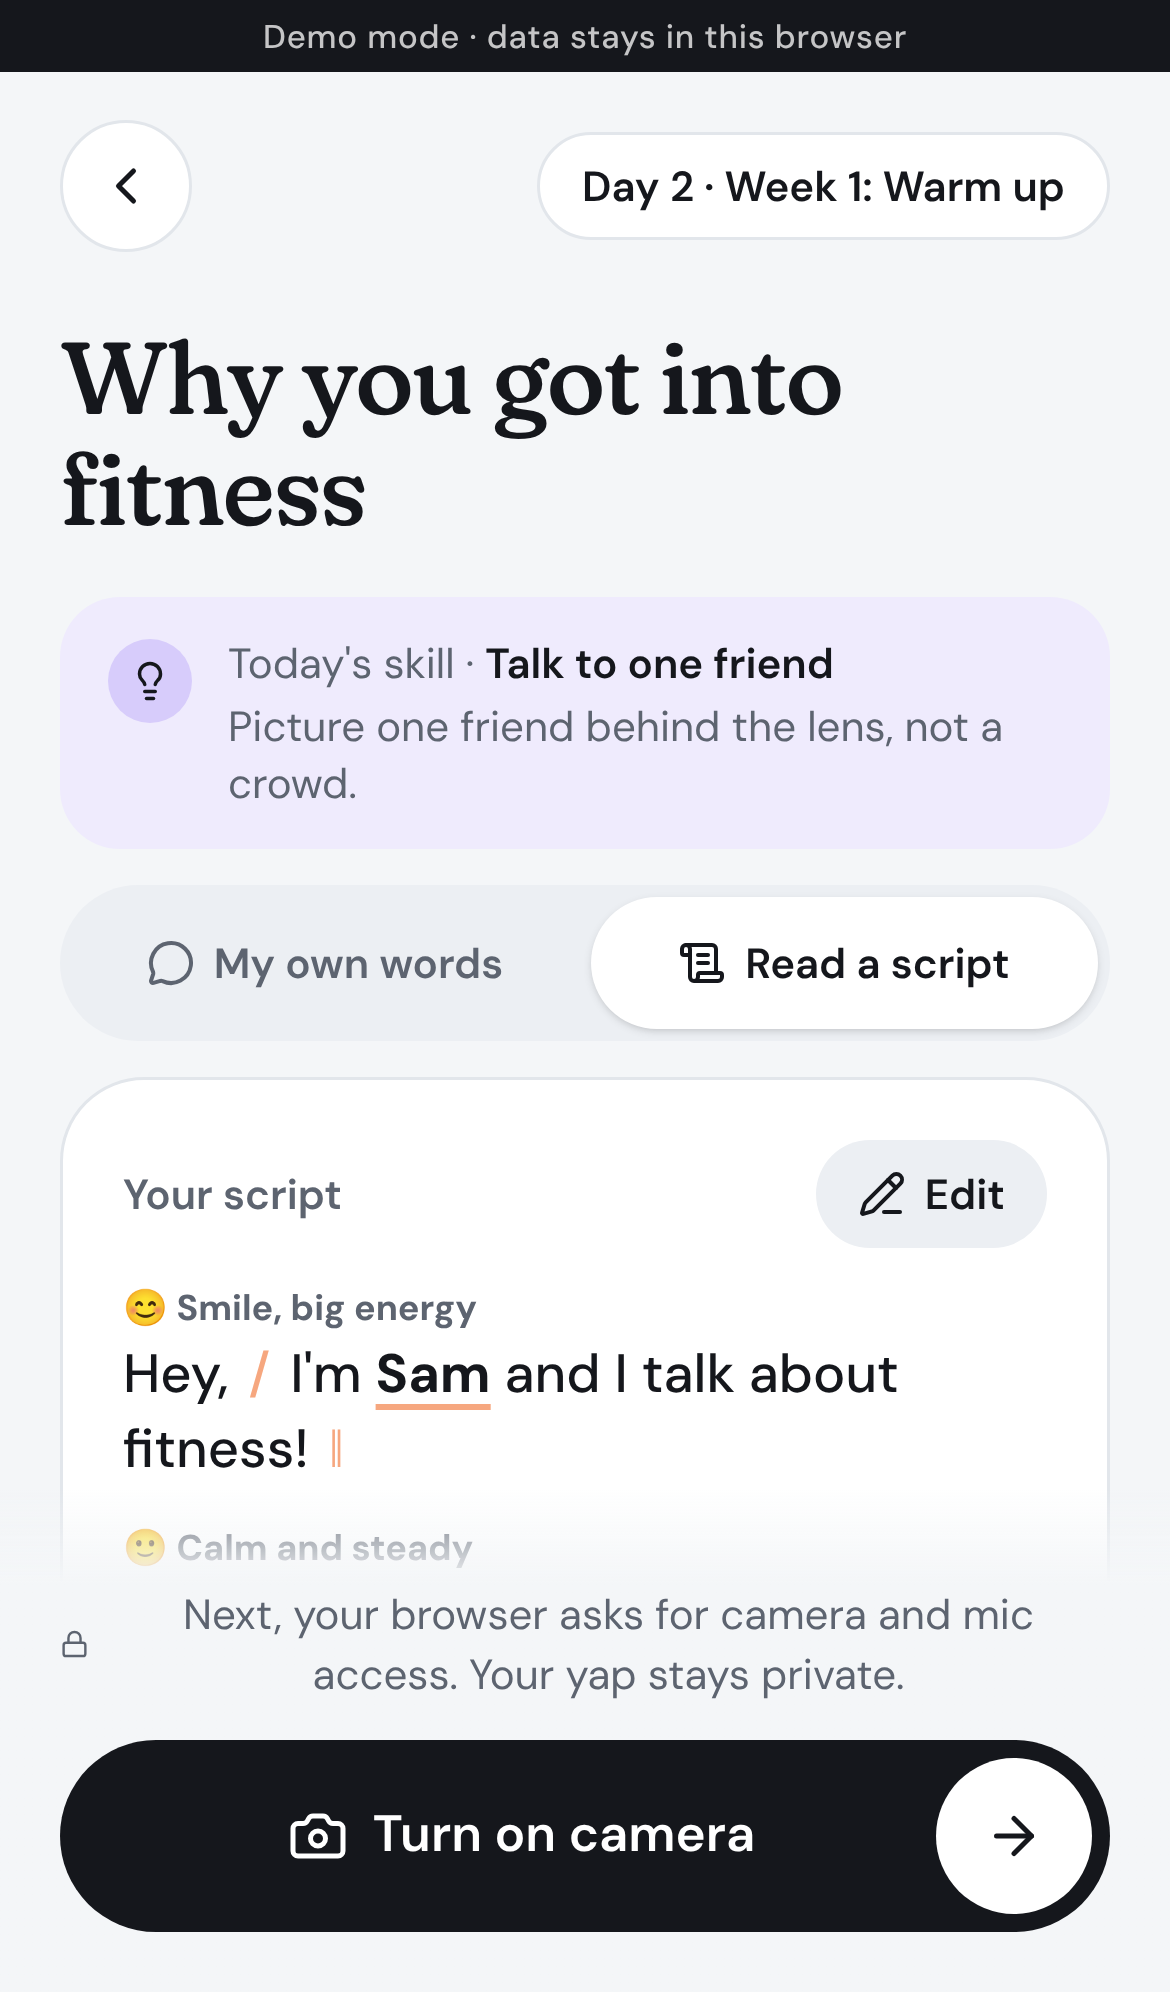 Demo mode · data stays in this browser
Day 2 · Week 1: Warm up
Why you got into
fitness
Today's skill · Talk to one friend
Picture one friend behind the lens, not a
crowd.
My own words
Read a script
Your script
Edit
😊 Smile, big energy
Hey, / I'm Sam and I talk about
fitness! ||
🙂 Calm and steady
Next, your browser asks for camera and mic
access. Your yap stays private.
Turn on camera